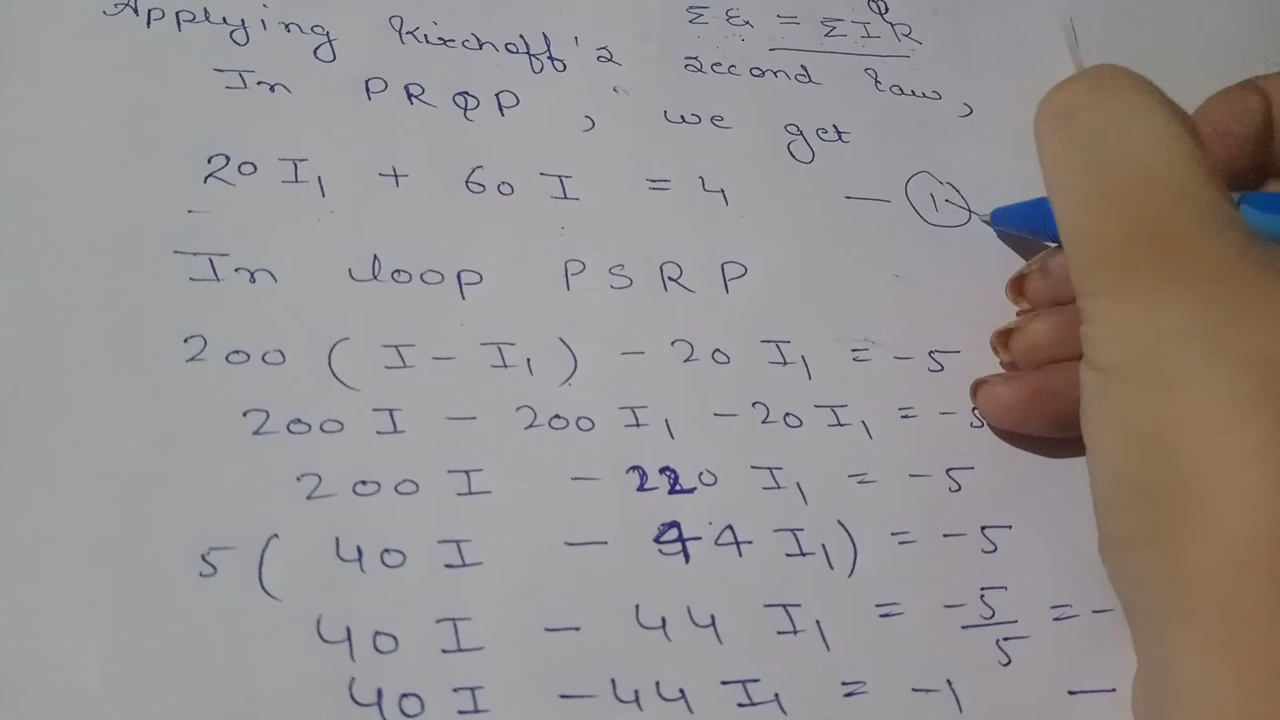 Σ Ɛ = Σ I R
Applying Kirchoff's second law,
In PRQP, we get
20 I₁ + 60 I = 4 — ①
In loop PSRP
200 ( I - I₁ ) - 20 I₁ = -5
200 I - 200 I₁ - 20 I₁ = -5
200 I - 220 I₁ = -5
5 ( 40 I - 44 I₁ ) = -5
40 I - 44 I₁ = -5/5 = -
40 I - 44 I₁ = -1 —